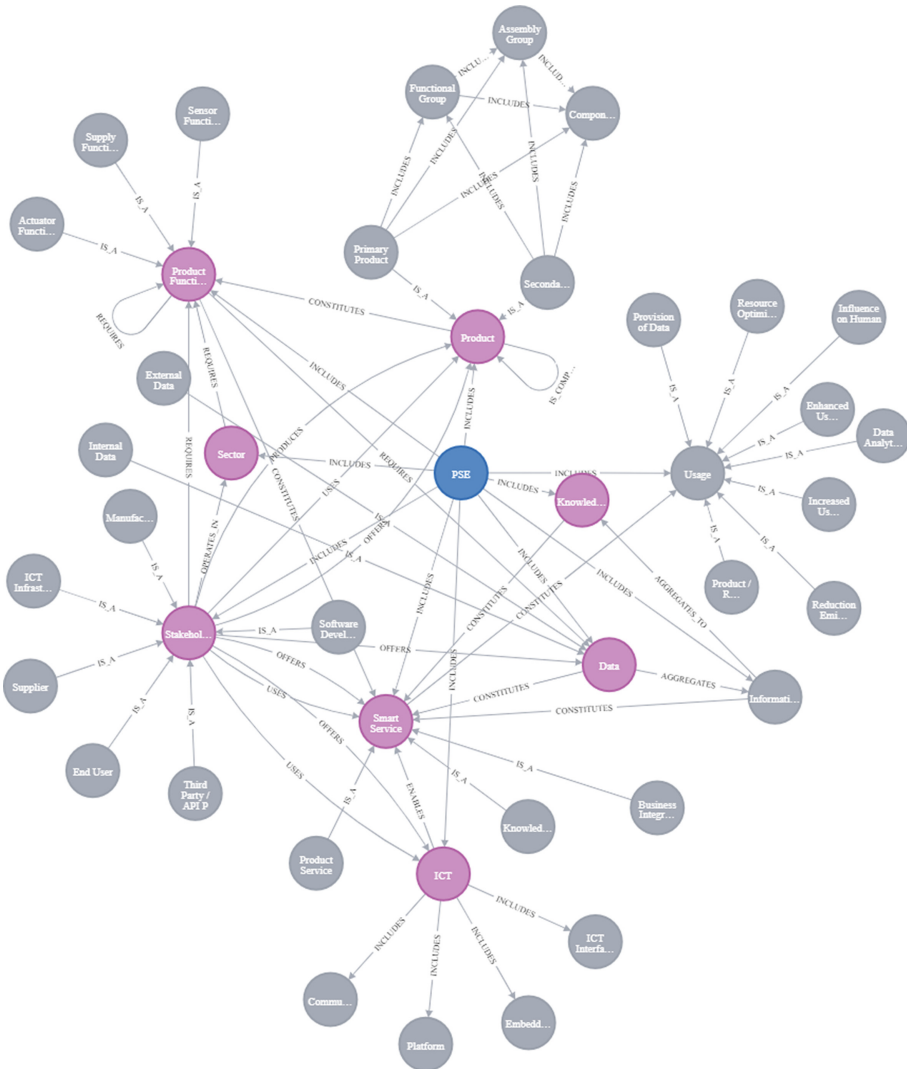 Assembly
Group
INCLU...
INCLUD...
Functional
Group
INCLUDES
Compon...
Sensor
Functi...
Supply
Functi...
INCLUDES
INCLUDES
INCLUDES
INCLUDES
INCLUDES
INCLUDES
IS_A
IS_A
Actuator
Functi...
IS_A
Primary
Product
Seconda...
Product
Functi...
IS_A
IS_A
CONSTITUTES
REQUIRES
Product
IS_COMP...
Provision
of Data
Resource
Optimi...
Influence
on Human
External
Data
REQUIRES
INCLUDES
INCLUDES
IS_A
IS_A
IS_A
Enhanced
Us...
Data
Analyt...
IS_A
IS_A
Internal
Data
Sector
PRODUCES
INCLUDES
PSE
INCLUDES
INCLUDES
Knowled...
Usage
REQUIRES
REQUIRES
CONSTITUTES
USES
IS_A
Increased
Us...
IS_A
IS_A
Manufac...
OPERATES_IN
OFFERS
IS_A
IS_A
INCLUDES
INCLUDES
INCLUDES
AGGREGATES_TO
Product /
R...
Reduction
Emi...
ICT
Infrast...
IS_A
IS_A
INCLUDES
CONSTITUTES
CONSTITUTES
Stakehol...
IS_A
Software
Devel...
OFFERS
Data
AGGREGATES
Informati...
Supplier
IS_A
OFFERS
USES
INCLUDES
CONSTITUTES
CONSTITUTES
Smart
Service
IS_A
IS_A
End User
Third
Party /
API P
OFFERS
USES
ENABLES
IS_A
IS_A
IS_A
Business
Integr...
Knowled...
Product
Service
ICT
INCLUDES
INCLUDES
INCLUDES
INCLUDES
ICT
Interfa...
Commu...
Platform
Embedd...